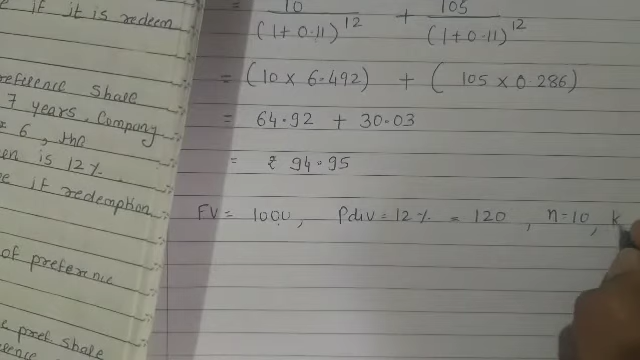 if it is redeem
= 10 / (1+0.11)^12 + 105 / (1+0.11)^12
reference share
= (10 x 6.492) + ( 105 x 0.286)
7 years. Company
= 64.92 + 30.03
= 6, the
en is 12%.
= ₹ 94.95
if redemption
FV = 1000, Pdiv = 12% = 120, n=10, k
of preference
pref share